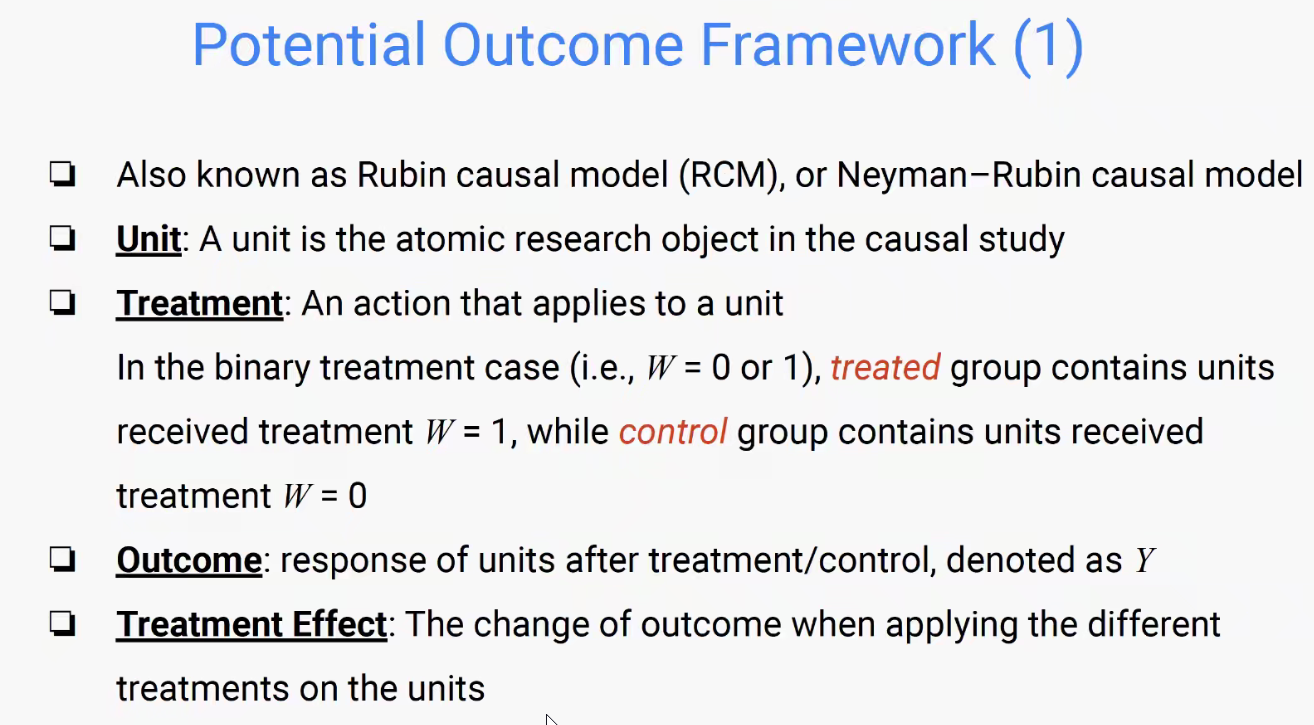 Potential Outcome Framework (1)
❏ Also known as Rubin causal model (RCM), or Neyman–Rubin causal model
❏ Unit: A unit is the atomic research object in the causal study
❏ Treatment: An action that applies to a unit
In the binary treatment case (i.e., W = 0 or 1), treated group contains units
received treatment W = 1, while control group contains units received
treatment W = 0
❏ Outcome: response of units after treatment/control, denoted as Y
❏ Treatment Effect: The change of outcome when applying the different
treatments on the units